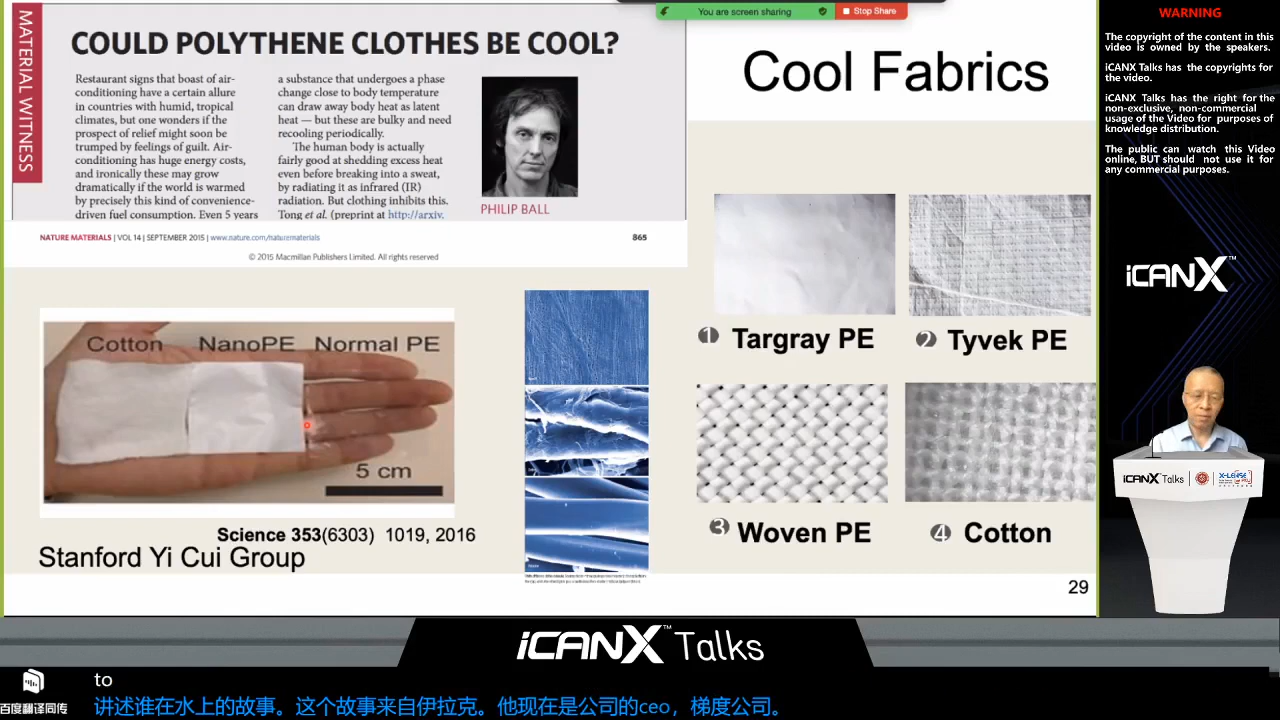 You are screen sharing
Stop Share
MATERIAL WITNESS
COULD POLYTHENE CLOTHES BE COOL?
Restaurant signs that boast of air-
conditioning have a certain allure
in countries with humid, tropical
climates, but one wonders if the
prospect of relief might soon be
trumped by feelings of guilt. Air-
conditioning has huge energy costs,
and ironically these may grow
dramatically if the world is warmed
by precisely this kind of convenience-
driven fuel consumption. Even 5 years
a substance that undergoes a phase
change close to body temperature
can draw away body heat as latent
heat — but these are bulky and need
recooling periodically.
The human body is actually
fairly good at shedding excess heat
even before breaking into a sweat,
by radiating it as infrared (IR)
radiation. But clothing inhibits this.
Tong et al. (preprint at http://arxiv.
PHILIP BALL
NATURE MATERIALS | VOL 14 | SEPTEMBER 2015 | www.nature.com/naturematerials
865
© 2015 Macmillan Publishers Limited. All rights reserved
Cool Fabrics
Cotton NanoPE Normal PE
5 cm
Science 353(6303) 1019, 2016
Stanford Yi Cui Group
1 Targray PE
2 Tyvek PE
3 Woven PE
4 Cotton
29
WARNING
The copyright of the content in this
video is owned by the speakers.
iCANX Talks has the copyrights for
the video.
iCANX Talks has the right for the
non-exclusive, non-commercial
usage of the Video for purposes of
knowledge distribution.
The public can watch this Video
online, BUT should not use it for
any commercial purposes.
iCANX™
iCANX Talks
iCANX™ Talks
to
讲述谁在水上的故事。这个故事来自伊拉克。他现在是公司的ceo，梯度公司。
百度翻译同传